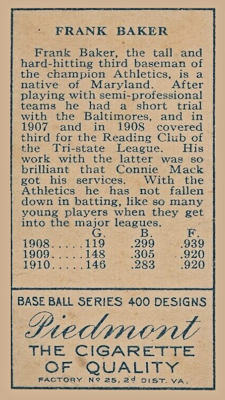 FRANK BAKER
Frank Baker, the tall and
hard-hitting third baseman of
the champion Athletics, is a
native of Maryland. After
playing with semi-professional
teams he had a short trial
with the Baltimores, and in
1907 and in 1908 covered
third for the Reading Club of
the Tri-state League. His
work with the latter was so
brilliant that Connie Mack
got his services. With the
Athletics he has not fallen
down in batting, like so many
young players when they get
into the major leagues.
G. B. F.
1908.....119 .299 .939
1909.....148 .305 .920
1910.....146 .283 .920
BASE BALL SERIES 400 DESIGNS
Piedmont
THE CIGARETTE
OF QUALITY
FACTORY No 25, 2d DIST. VA.